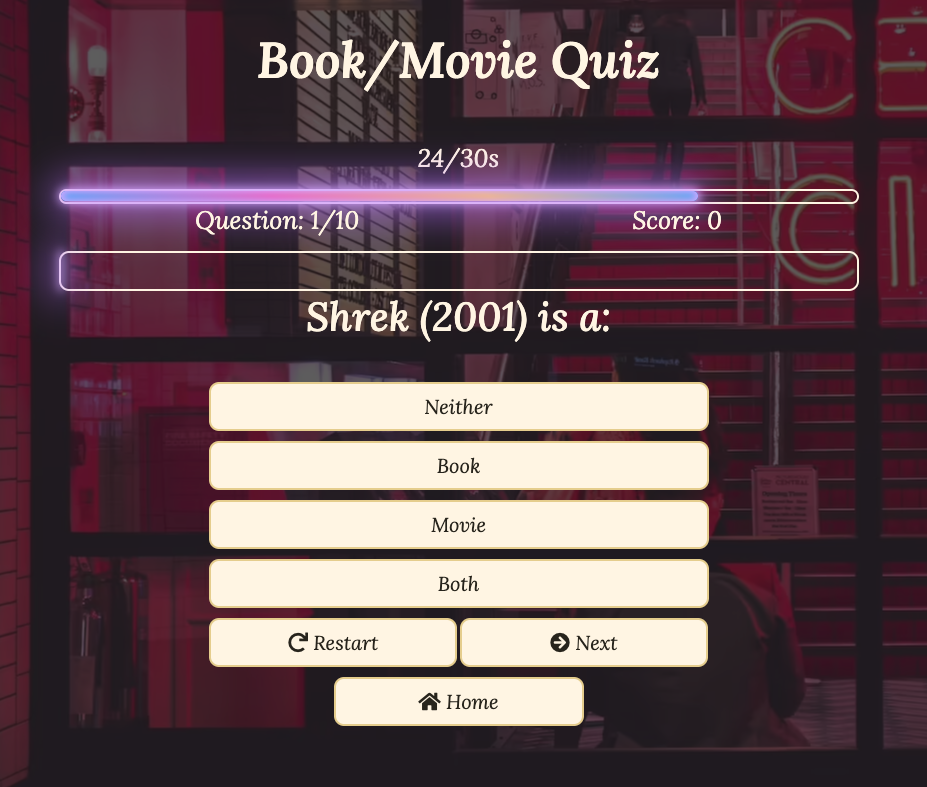 Book/Movie Quiz
24/30s
Question: 1/10 Score: 0
Shrek (2001) is a:
Neither
Book
Movie
Both
Restart Next
Home